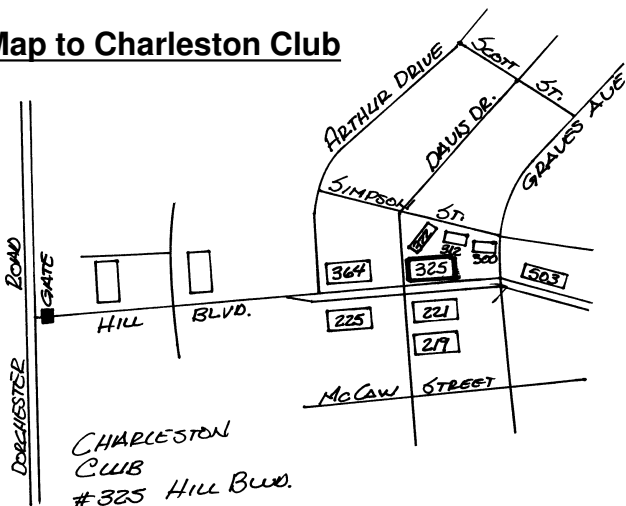 Map to Charleston Club
SCOTT ST.
ARTHUR DRIVE
DAVIS DR.
GRAVES AVE
SIMPSON ST.
322
312
300
364
325
503
DORCHESTER ROAD
GATE
HILL BLVD.
225
221
219
McCAW STREET
CHARLESTON
CLUB
#325 HILL BLVD.